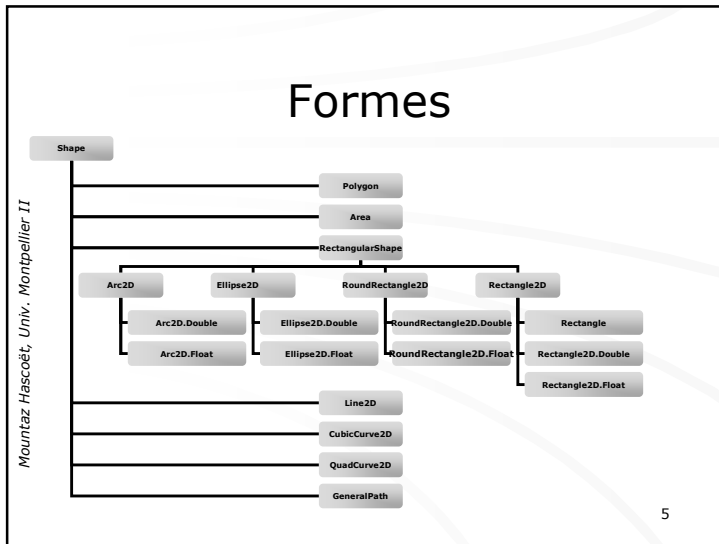 Formes
Shape
Polygon
Area
RectangularShape
Arc2D
Ellipse2D
RoundRectangle2D
Rectangle2D
Arc2D.Double
Ellipse2D.Double
RoundRectangle2D.Double
Rectangle
Arc2D.Float
Ellipse2D.Float
RoundRectangle2D.Float
Rectangle2D.Double
Rectangle2D.Float
Line2D
CubicCurve2D
QuadCurve2D
GeneralPath
Mountaz Hascoët, Univ. Montpellier II
5